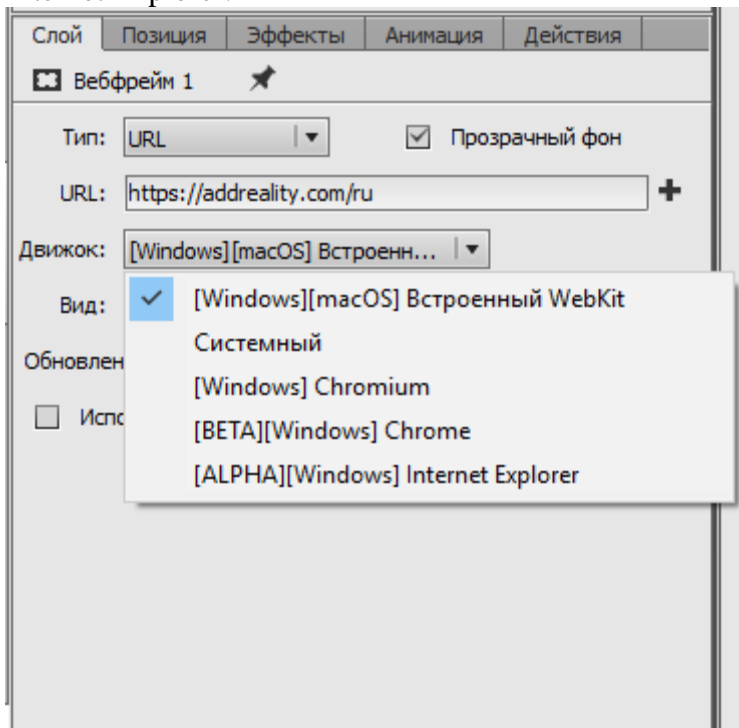 Слой Позиция Эффекты Анимация Действия
Вебфрейм 1
Тип: URL Прозрачный фон
URL: https://addreality.com/ru
Движок: [Windows][macOS] Встроенн...
Вид: [Windows][macOS] Встроенный WebKit
Системный
Обновлен
[Windows] Chromium
Испо
[BETA][Windows] Chrome
[ALPHA][Windows] Internet Explorer